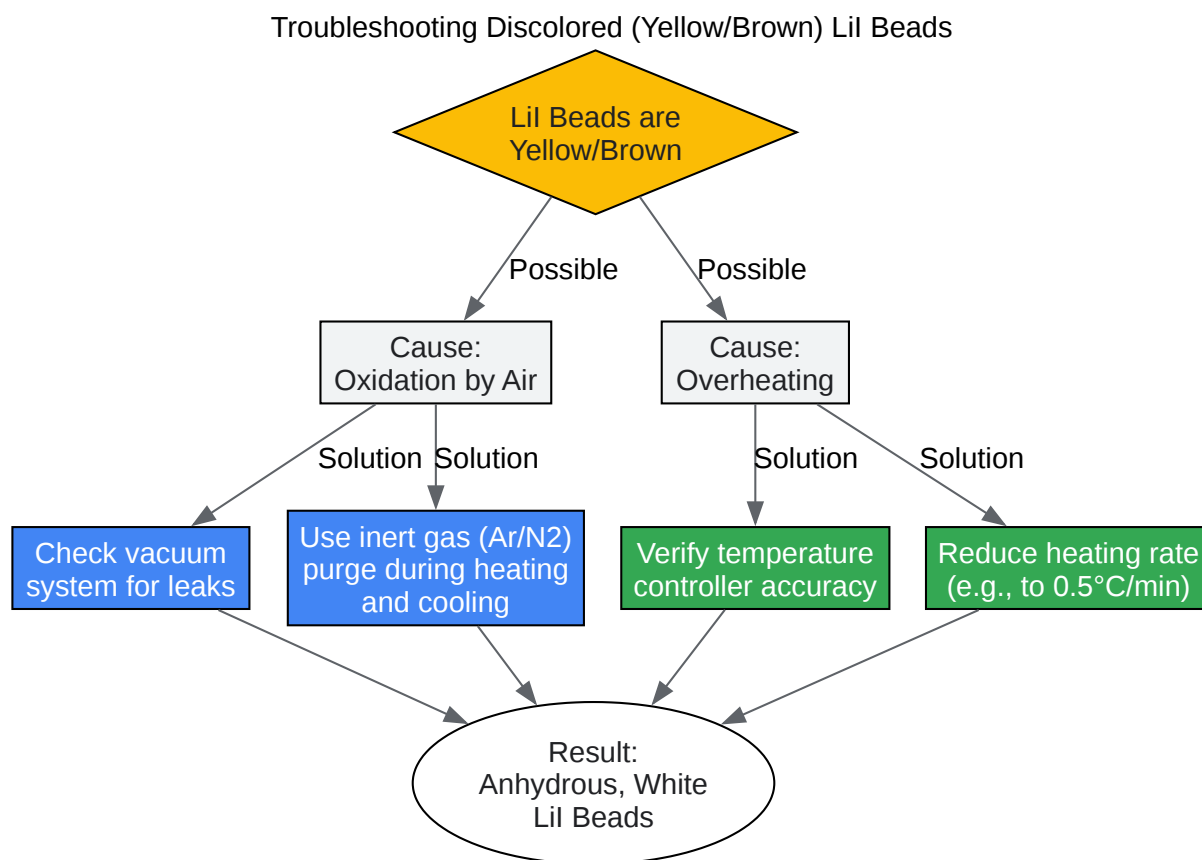 Troubleshooting Discolored (Yellow/Brown) LiI Beads
LiI Beads are
Yellow/Brown
Possible
Possible
Cause:
Oxidation by Air
Cause:
Overheating
Solution
Solution
Solution
Solution
Check vacuum
system for leaks
Use inert gas (Ar/N2)
purge during heating
and cooling
Verify temperature
controller accuracy
Reduce heating rate
(e.g., to 0.5°C/min)
Result:
Anhydrous, White
LiI Beads